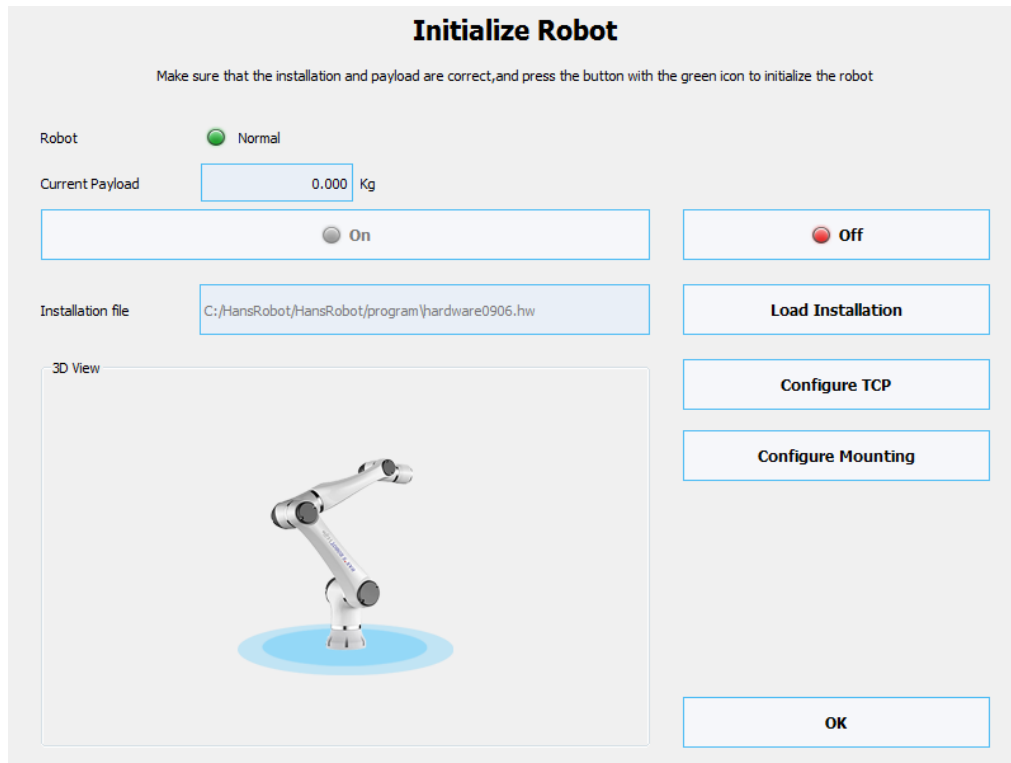 Initialize Robot
Make sure that the installation and payload are correct,and press the button with the green icon to initialize the robot
Robot
Normal
Current Payload
0.000 Kg
On
Off
Installation file
C:/HansRobot/HansRobot/program\hardware0906.hw
Load Installation
3D View
Configure TCP
Configure Mounting
OK